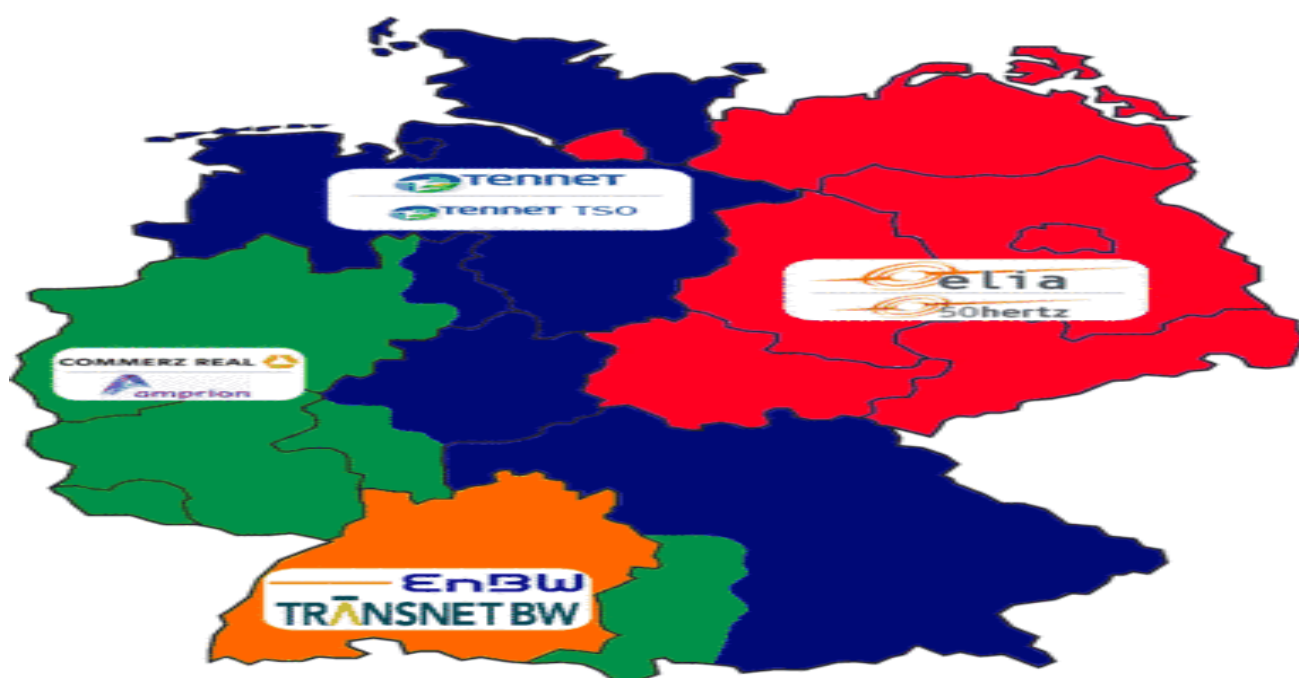 TenneT
TenneT TSO
elia
50hertz
COMMERZ REAL
amprion
EnBW
TRANSNET BW